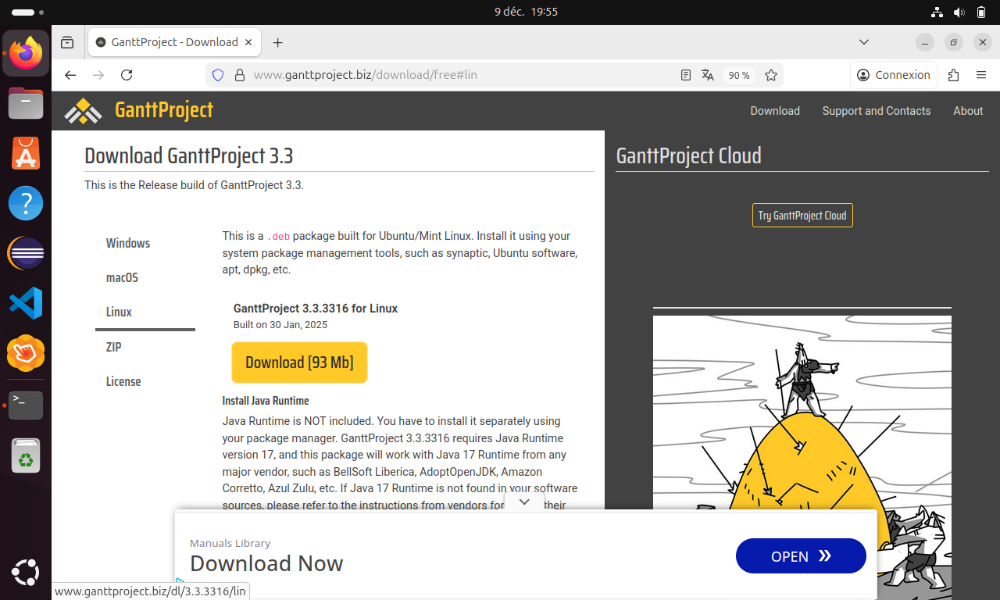 9 déc. 19:55
GanttProject - Download
www.ganttproject.biz/download/free#lin
90 %
Connexion
GanttProject
Download
Support and Contacts
About
Download GanttProject 3.3
This is the Release build of GanttProject 3.3.
Windows
macOS
Linux
ZIP
License
This is a .deb package built for Ubuntu/Mint Linux. Install it using your
system package management tools, such as synaptic, Ubuntu software,
apt, dpkg, etc.
GanttProject 3.3.3316 for Linux
Built on 30 Jan, 2025
Download [93 Mb]
Install Java Runtime
Java Runtime is NOT included. You have to install it separately using
your package manager. GanttProject 3.3.3316 requires Java Runtime
version 17, and this package will work with Java 17 Runtime from any
major vendor, such as BellSoft Liberica, AdoptOpenJDK, Amazon
Corretto, Azul Zulu, etc. If Java 17 Runtime is not found in your software
sources, please refer to the instructions from vendors for their
GanttProject Cloud
Try GanttProject Cloud
Manuals Library
Download Now
OPEN
www.ganttproject.biz/dl/3.3.3316/lin